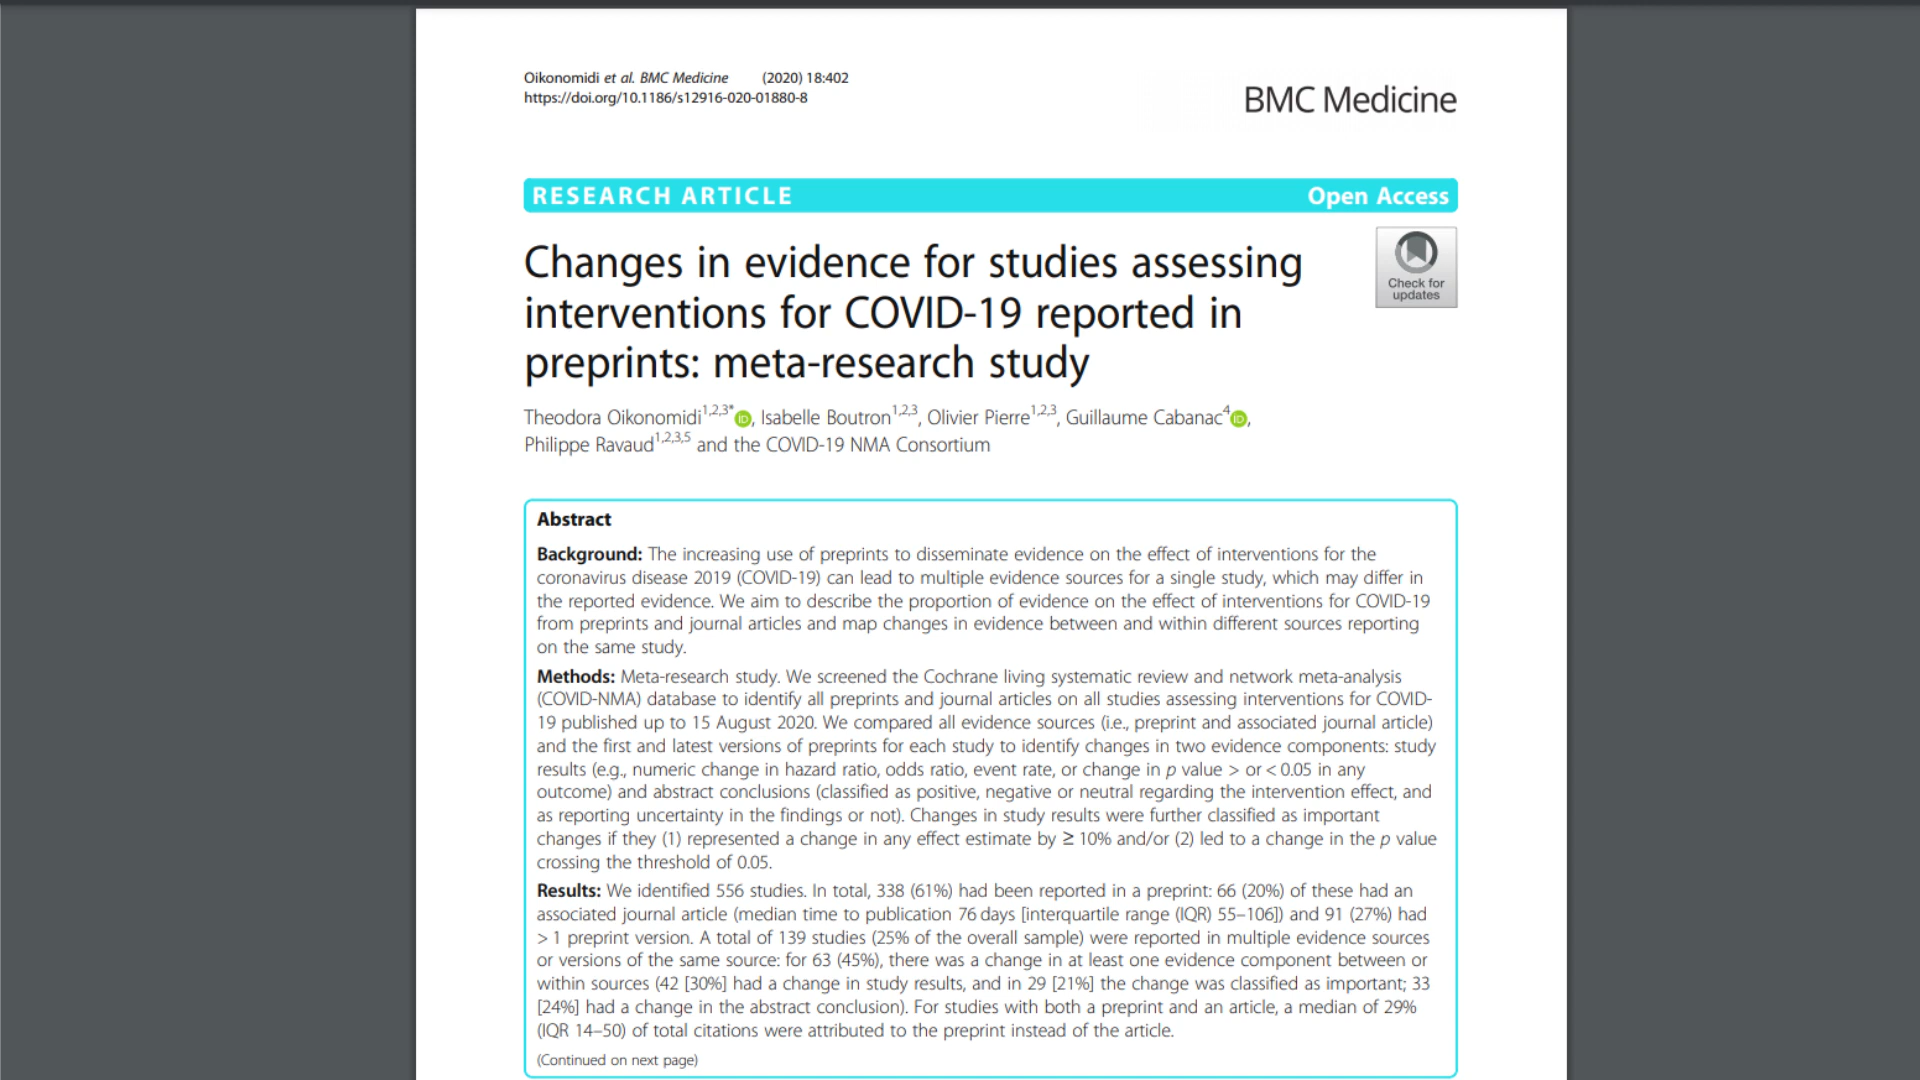 Oikonomidi et al. BMC Medicine (2020) 18:402
https://doi.org/10.1186/s12916-020-01880-8
BMC Medicine
RESEARCH ARTICLE Open Access
Changes in evidence for studies assessing
interventions for COVID-19 reported in
preprints: meta-research study
Check for
updates
Theodora Oikonomidi1,2,3* iD, Isabelle Boutron1,2,3, Olivier Pierre1,2,3, Guillaume Cabanac4 iD,
Philippe Ravaud1,2,3,5 and the COVID-19 NMA Consortium
Abstract
Background: The increasing use of preprints to disseminate evidence on the effect of interventions for the
coronavirus disease 2019 (COVID-19) can lead to multiple evidence sources for a single study, which may differ in
the reported evidence. We aim to describe the proportion of evidence on the effect of interventions for COVID-19
from preprints and journal articles and map changes in evidence between and within different sources reporting
on the same study.
Methods: Meta-research study. We screened the Cochrane living systematic review and network meta-analysis
(COVID-NMA) database to identify all preprints and journal articles on all studies assessing interventions for COVID-
19 published up to 15 August 2020. We compared all evidence sources (i.e., preprint and associated journal article)
and the first and latest versions of preprints for each study to identify changes in two evidence components: study
results (e.g., numeric change in hazard ratio, odds ratio, event rate, or change in p value > or < 0.05 in any
outcome) and abstract conclusions (classified as positive, negative or neutral regarding the intervention effect, and
as reporting uncertainty in the findings or not). Changes in study results were further classified as important
changes if they (1) represented a change in any effect estimate by ≥ 10% and/or (2) led to a change in the p value
crossing the threshold of 0.05.
Results: We identified 556 studies. In total, 338 (61%) had been reported in a preprint: 66 (20%) of these had an
associated journal article (median time to publication 76 days [interquartile range (IQR) 55–106]) and 91 (27%) had
> 1 preprint version. A total of 139 studies (25% of the overall sample) were reported in multiple evidence sources
or versions of the same source: for 63 (45%), there was a change in at least one evidence component between or
within sources (42 [30%] had a change in study results, and in 29 [21%] the change was classified as important; 33
[24%] had a change in the abstract conclusion). For studies with both a preprint and an article, a median of 29%
(IQR 14–50) of total citations were attributed to the preprint instead of the article.
(Continued on next page)